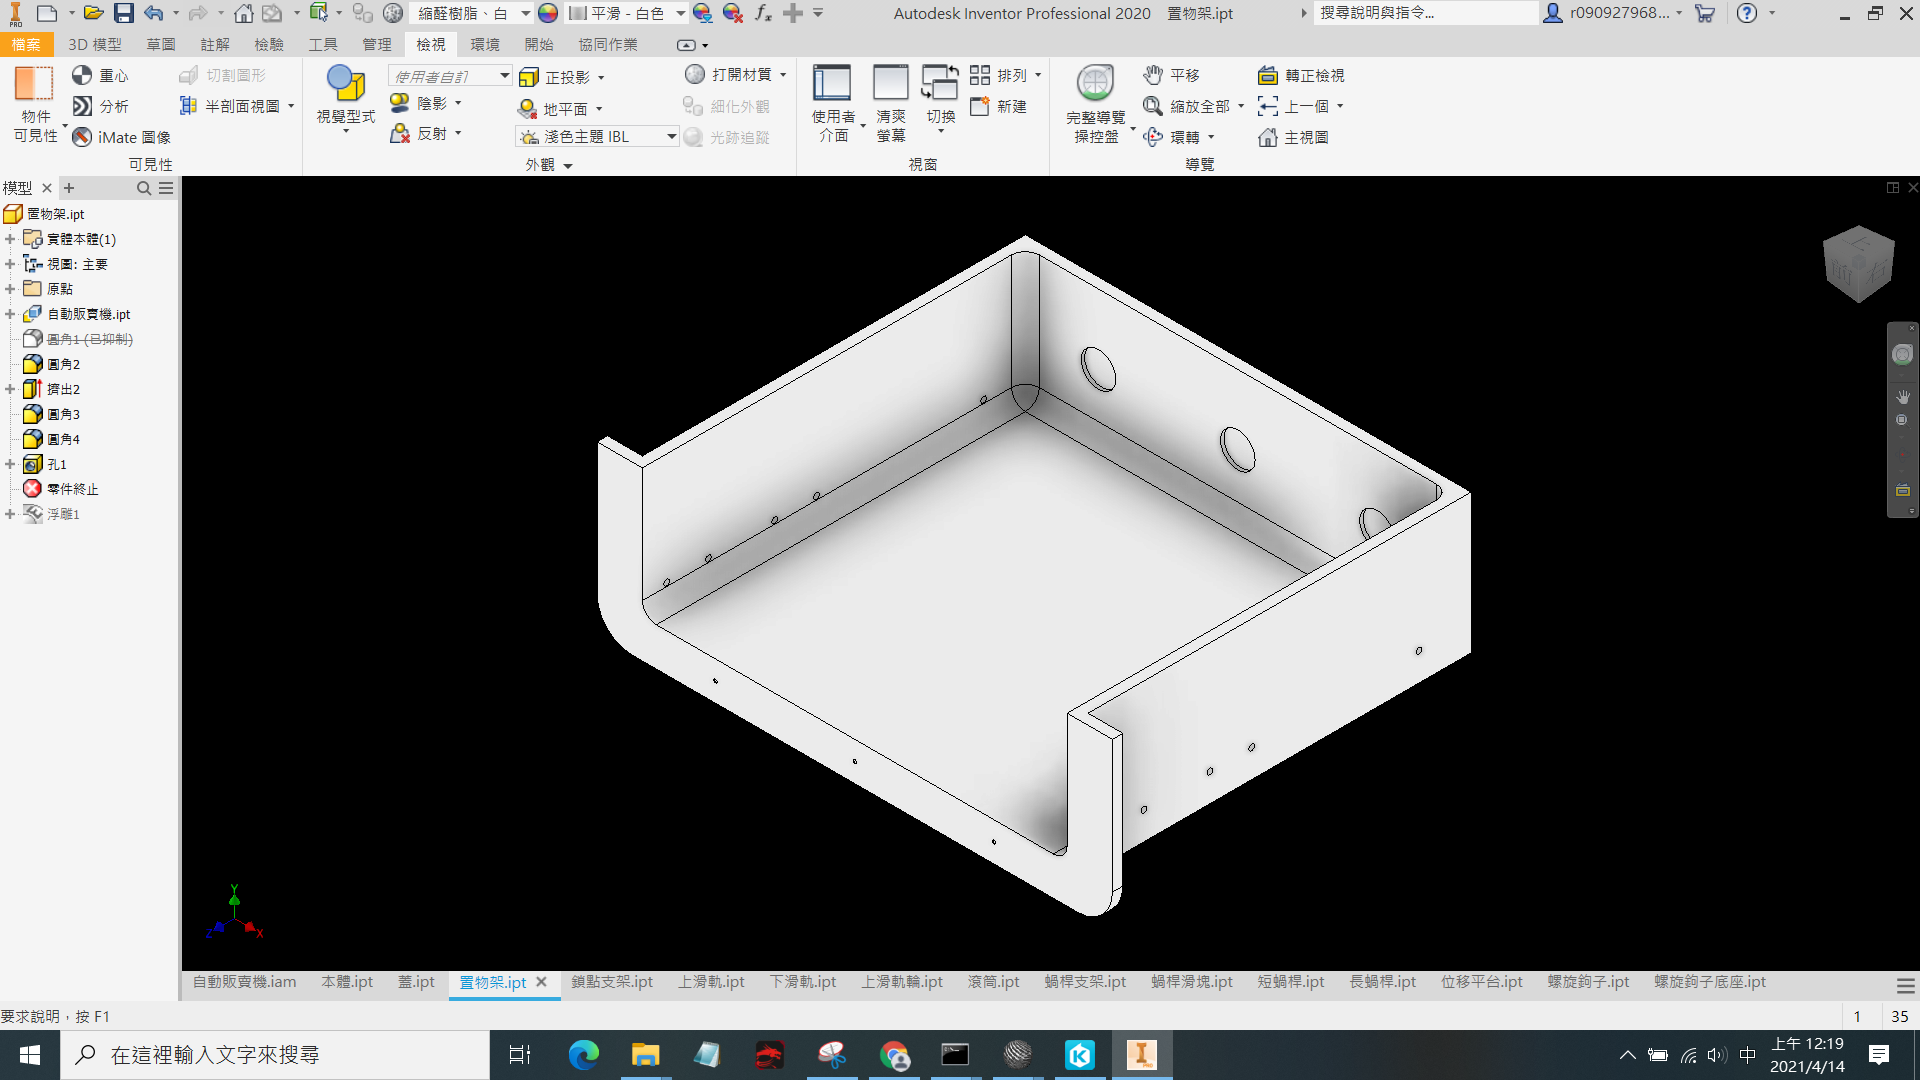 縮醛樹脂、白
平滑 - 白色
Autodesk Inventor Professional 2020 置物架.ipt
搜尋說明與指令...
r090927968...
檔案 3D 模型 草圖 註解 檢驗 工具 管理 檢視 環境 開始 協同作業
物件
可見性
重心
分析
iMate 圖像
切割圖形
半剖面視圖
可見性
視覺型式
使用者自訂
陰影
反射
正投影
地平面
淺色主題 IBL
打開材質
細化外觀
光跡追蹤
外觀
使用者
介面
清爽
螢幕
切換
排列
新建
視窗
完整導覽
操控盤
平移
縮放全部
環轉
轉正檢視
上一個
主視圖
導覽
模型
置物架.ipt
實體本體(1)
視圖: 主要
原點
自動販賣機.ipt
圓角1 (已抑制)
圓角2
擠出2
圓角3
圓角4
孔1
零件終止
浮雕1
上
前
右
Y
Z
X
自動販賣機.iam 本體.ipt 蓋.ipt 置物架.ipt 鎖點支架.ipt 上滑軌.ipt 下滑軌.ipt 上滑軌輪.ipt 滾筒.ipt 蝸桿支架.ipt 蝸桿滑塊.ipt 短蝸桿.ipt 長蝸桿.ipt 位移平台.ipt 螺旋鉤子.ipt 螺旋鉤子底座.ipt
要求說明，按 F1
1 35
在這裡輸入文字來搜尋
中
上午 12:19
2021/4/14